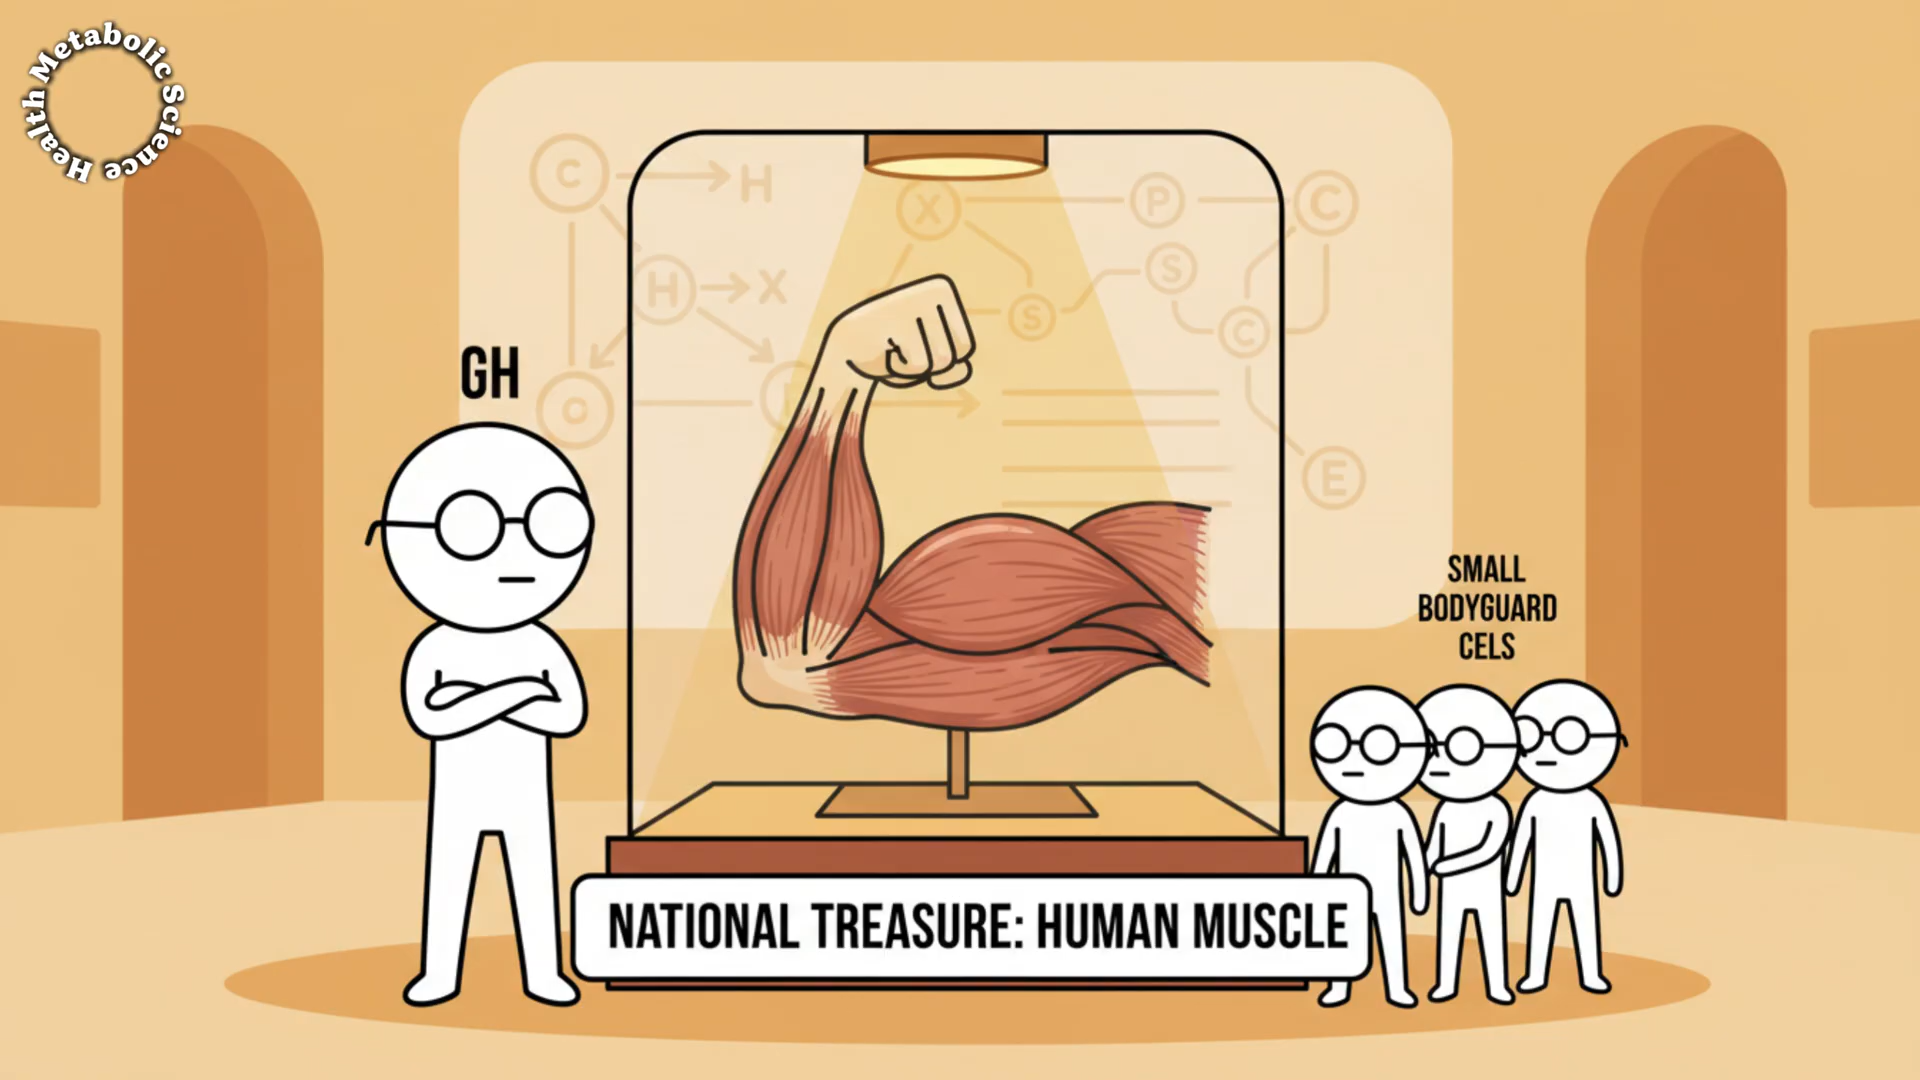 Metabolic Science Health
C
H
X
P
C
H
X
S
S
C
O
E
GH
SMALL
BODYGUARD
CELS
NATIONAL TREASURE: HUMAN MUSCLE